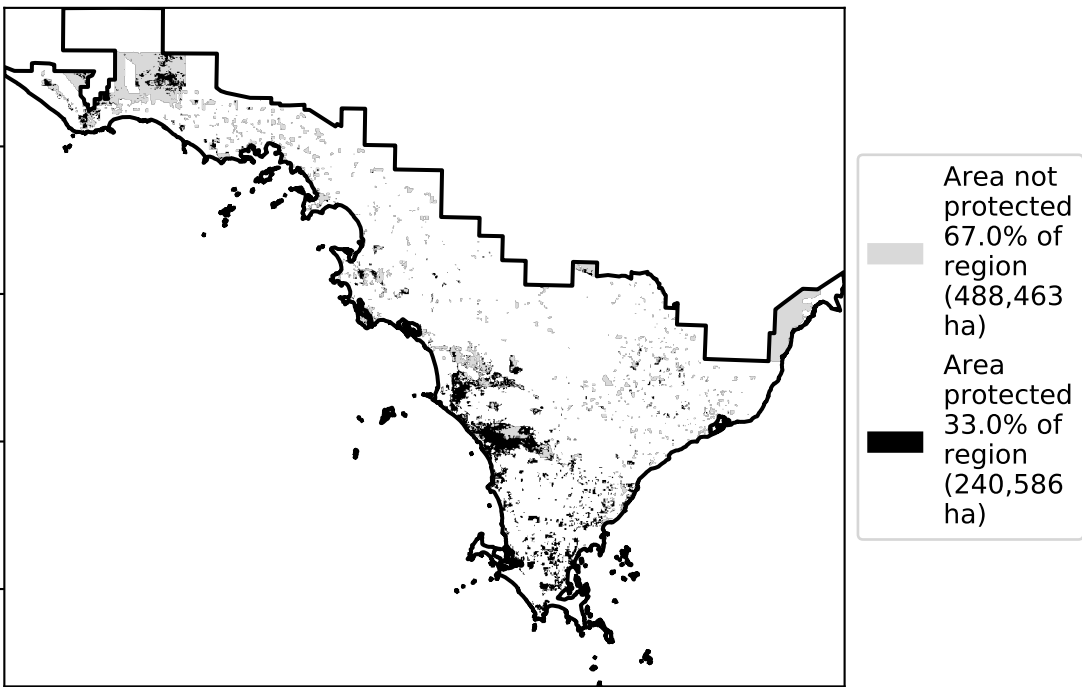 Area not
protected
67.0% of
region
(488,463
ha)
Area
protected
33.0% of
region
(240,586
ha)